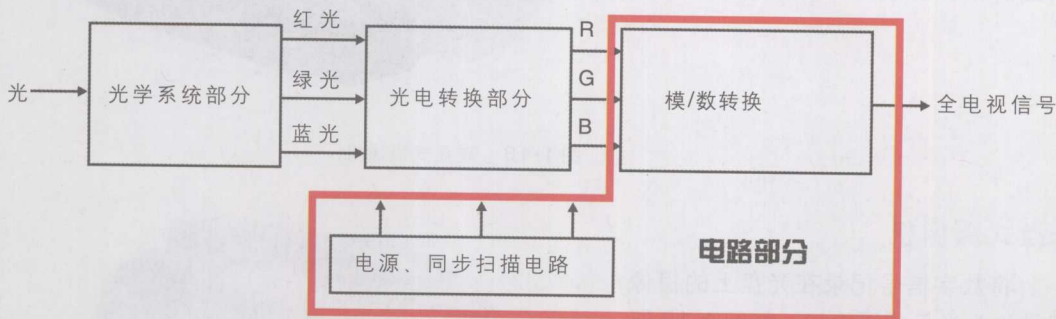 红光
R
光
光学系统部分
绿光
光电转换部分
G
模/数转换
全电视信号
蓝光
B
电源、同步扫描电路
电路部分